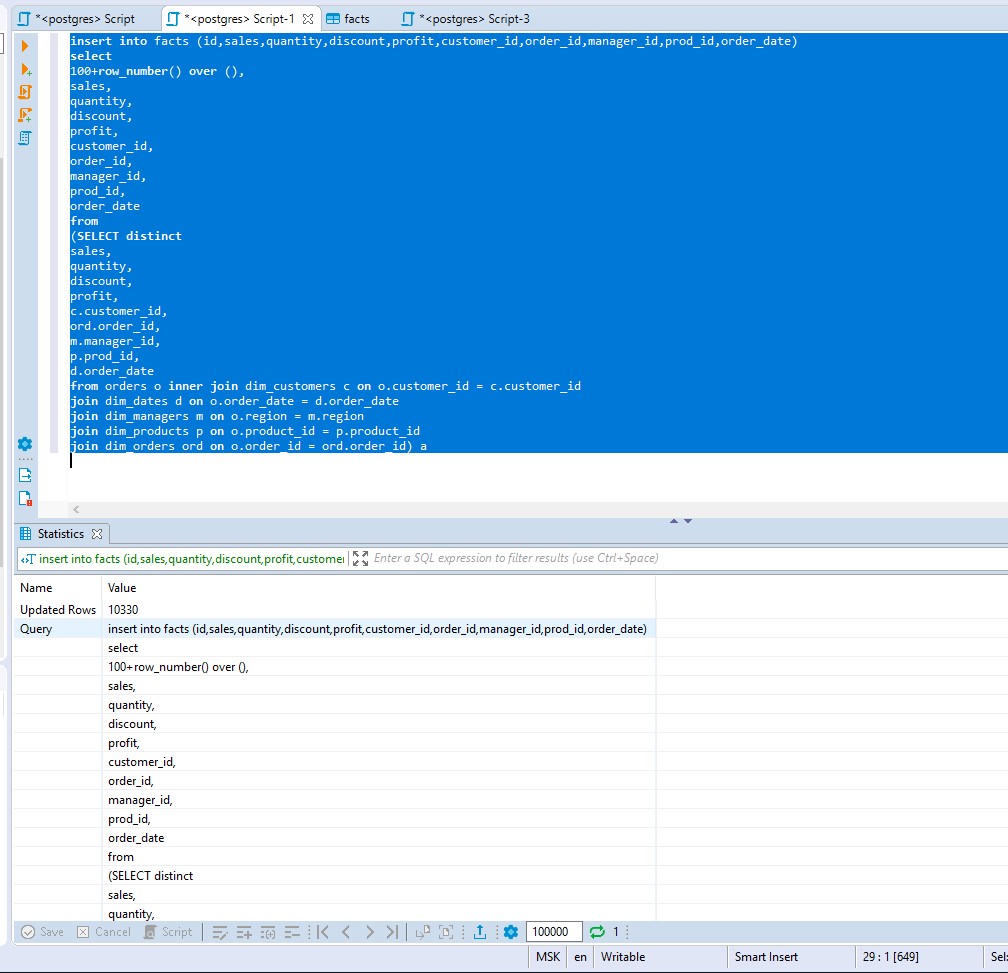 *<postgres> Script
*<postgres> Script-1
facts
*<postgres> Script-3
insert into facts (id,sales,quantity,discount,profit,customer_id,order_id,manager_id,prod_id,order_date)
select
100+row_number() over (),
sales,
quantity,
discount,
profit,
customer_id,
order_id,
manager_id,
prod_id,
order_date
from
(SELECT distinct
sales,
quantity,
discount,
profit,
c.customer_id,
ord.order_id,
m.manager_id,
p.prod_id,
d.order_date
from orders o inner join dim_customers c on o.customer_id = c.customer_id
join dim_dates d on o.order_date = d.order_date
join dim_managers m on o.region = m.region
join dim_products p on o.product_id = p.product_id
join dim_orders ord on o.order_id = ord.order_id) a
Statistics
insert into facts (id,sales,quantity,discount,profit,custome
Enter a SQL expression to filter results (use Ctrl+Space)
Name Value
Updated Rows 10330
Query insert into facts (id,sales,quantity,discount,profit,customer_id,order_id,manager_id,prod_id,order_date)
select
100+row_number() over (),
sales,
quantity,
discount,
profit,
customer_id,
order_id,
manager_id,
prod_id,
order_date
from
(SELECT distinct
sales,
quantity,
Save Cancel Script 100000 1
MSK en Writable Smart Insert 29 : 1 [649] Sel